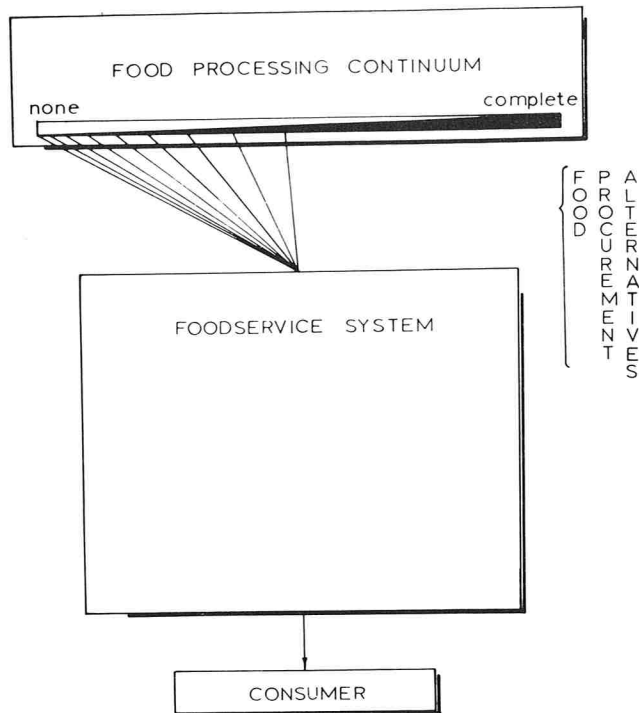 FOOD PROCESSING CONTINUUM
none
complete
FOOD
PROCUREMENT
ALTERNATIVES
FOODSERVICE SYSTEM
CONSUMER